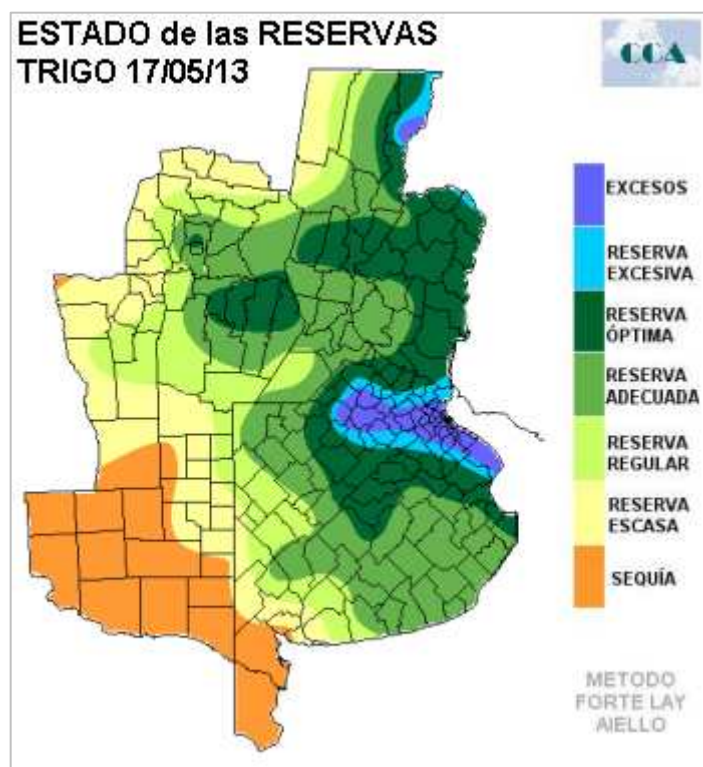 ESTADO de las RESERVAS
TRIGO 17/05/13
CCA
EXCESOS
RESERVA
EXCESIVA
RESERVA
ÓPTIMA
RESERVA
ADECUADA
RESERVA
REGULAR
RESERVA
ESCASA
SEQUÍA
METODO
FORTE LAY
AIELLO